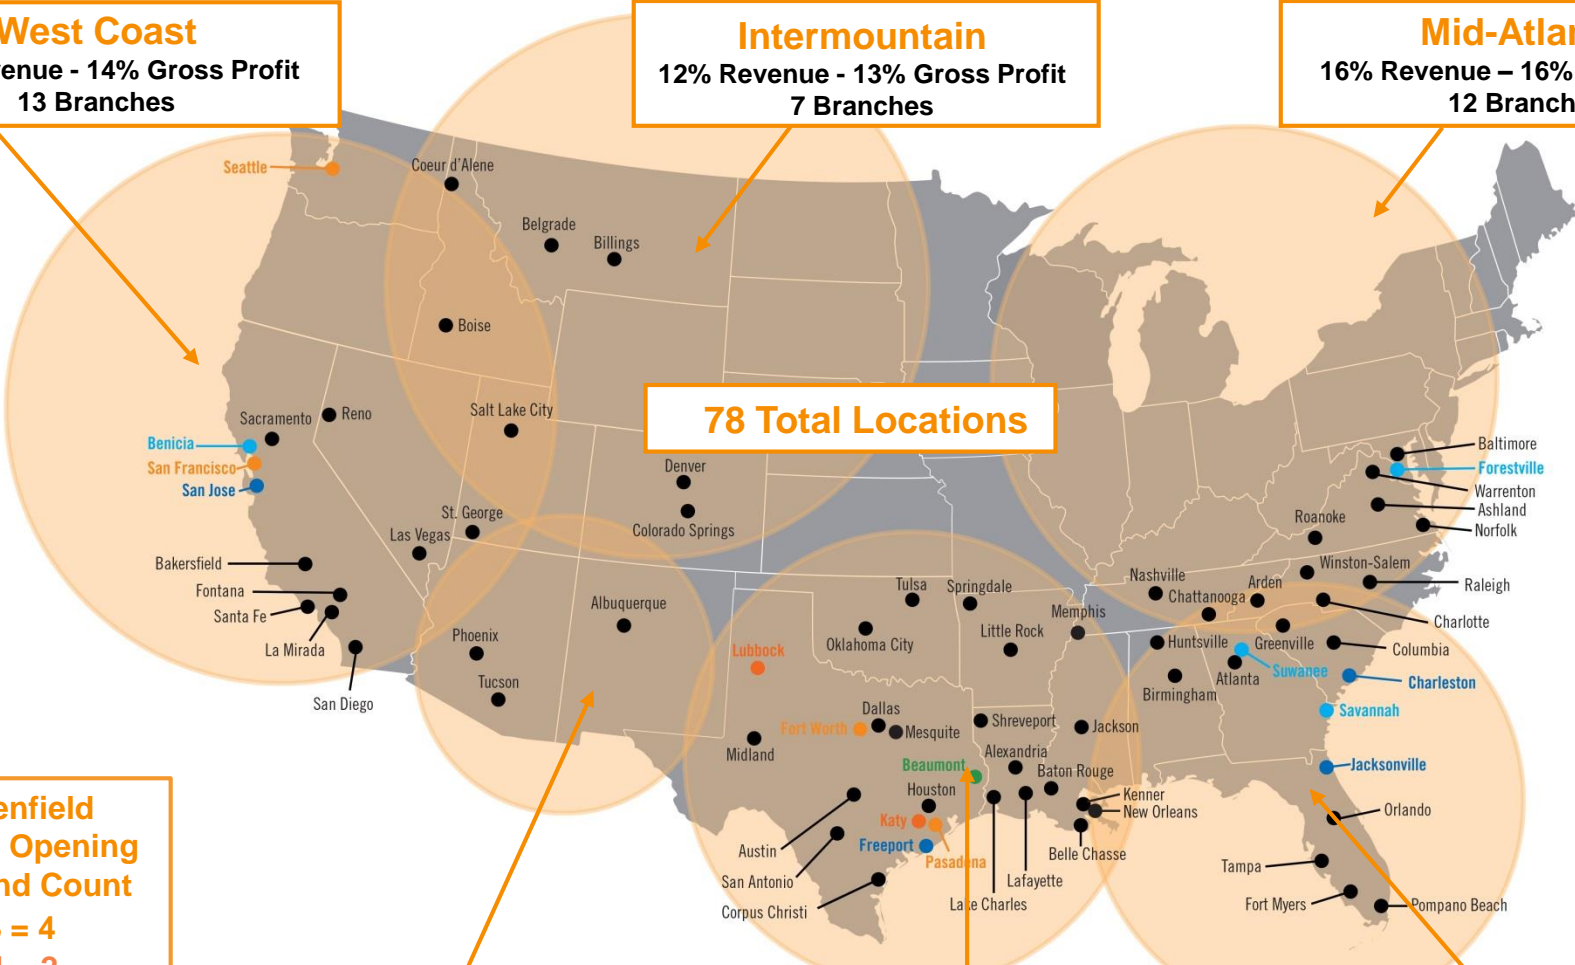 West Coast
- 14% Gross Profit
13 Branches
Intermountain
12% Revenue - 13% Gross Profit
7 Branches
16% Revenue – 16%
12
Seattle
Coeur d'Alene
Belgrade
Billings
Boise
78 Total Locations
Salt Lake City
Sacramento
Reno
Benicia
San Francisco
San Jose
Denver
Colorado Springs
St. George
Las Vegas
Bakersfield
Fontana
Santa Fe
La Mirada
San Diego
Albuquerque
Phoenix
Tucson
Baltimore
Forestville
Warrenton
Ashland
Norfolk
Roanoke
Winston-Salem
Raleigh
Charlotte
Nashville
Chattanooga
Arden
Greenville
Columbia
Huntsville
Suwanee
Atlanta
Birmingham
Charleston
Savannah
Jacksonville
Orlando
Tampa
Fort Myers
Pompano Beach
Tulsa
Springdale
Memphis
Oklahoma City
Little Rock
Lubbock
Dallas
Fort Worth
Mesquite
Shreveport
Jackson
Midland
Alexandria
Beaumont
Baton Rouge
Houston
Kenner
New Orleans
Katy
Freeport
Pasadena
Belle Chasse
Austin
San Antonio
Lafayette
Lake Charles
Corpus Christi
Opening
Count
= 4